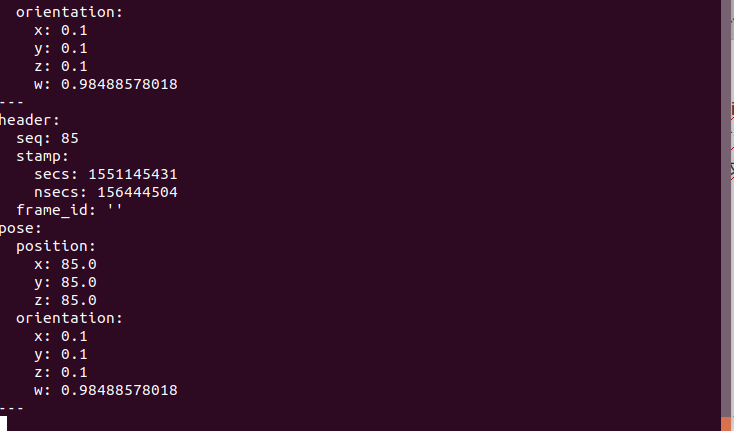 orientation:
    x: 0.1
    y: 0.1
    z: 0.1
    w: 0.98488578018
---
header:
  seq: 85
  stamp:
    secs: 1551145431
    nsecs: 156444504
  frame_id: ''
pose:
  position:
    x: 85.0
    y: 85.0
    z: 85.0
  orientation:
    x: 0.1
    y: 0.1
    z: 0.1
    w: 0.98488578018
---